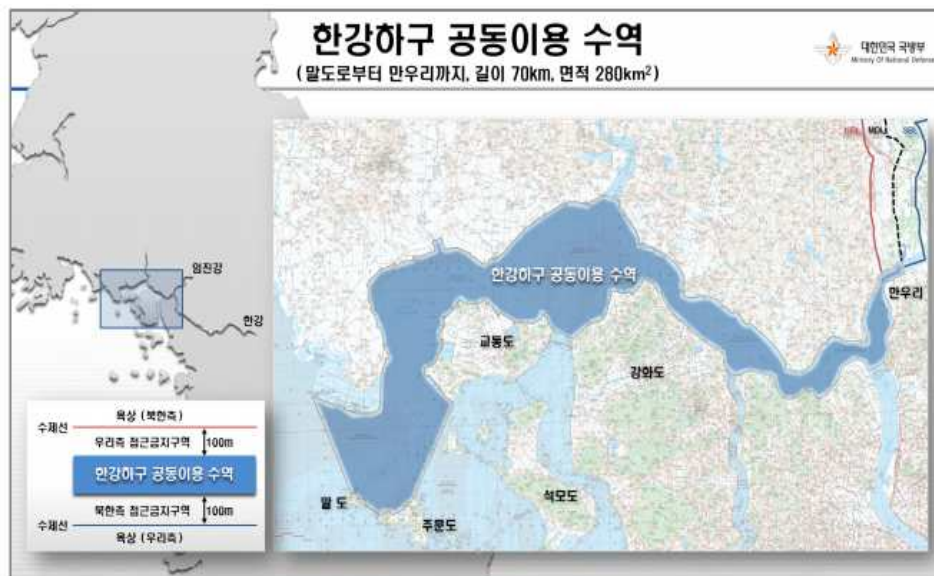 한강하구 공동이용 수역
(말도로부터 만우리까지, 길이 70km, 면적 280km²)
대한민국 국방부
Ministry Of National Defense
NBL MDL SBL
임진강
한강
한강하구 공동이용 수역
만우리
교동도
강화도
말 도
주문도
석모도
육상 (북한측)
수제선
우리측 접근금지구역 100m
한강하구 공동이용 수역
북한측 접근금지구역 100m
수제선
육상 (우리측)